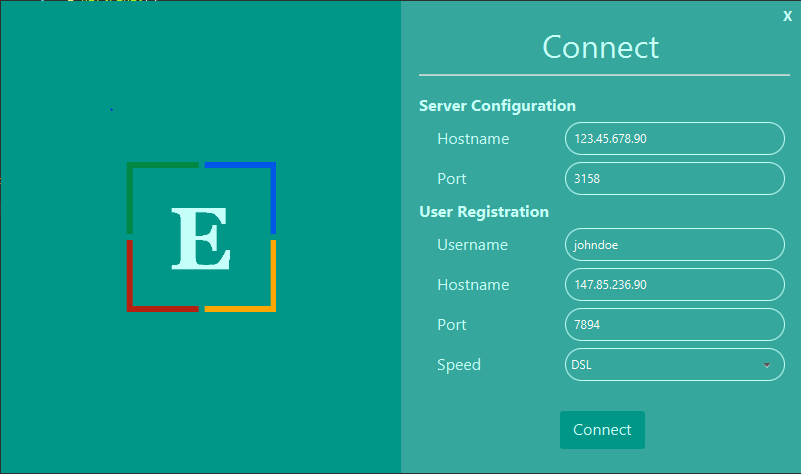 X
Connect
E
Server Configuration
Hostname 123.45.678.90
Port 3158
User Registration
Username johndoe
Hostname 147.85.236.90
Port 7894
Speed DSL
Connect